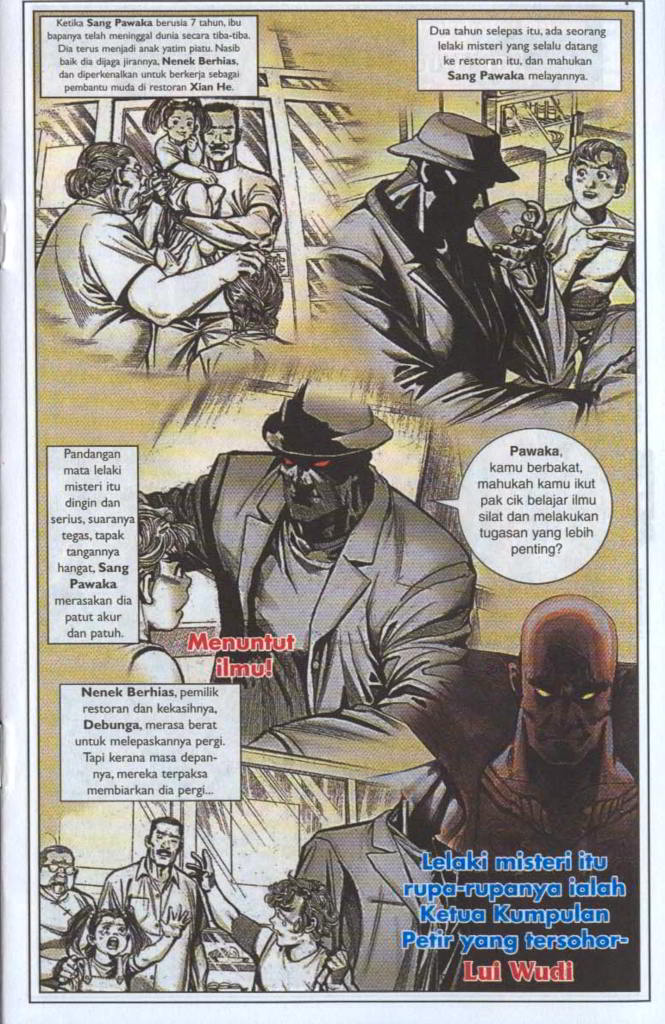 Ketika Sang Pawaka berusia 7 tahun, ibu
bapanya telah meninggal dunia secara tiba-tiba.
Dia terus menjadi anak yatim piatu. Nasib
baik dia dijaga jirannya, Nenek Berhias,
dan diperkenalkan untuk berkerja sebagai
pembantu muda di restoran Xian He.
Dua tahun selepas itu, ada seorang
lelaki misteri yang selalu datang
ke restoran itu, dan mahukan
Sang Pawaka melayannya.
Pandangan
mata lelaki
misteri itu
dingin dan
serius, suaranya
tegas, tapak
tangannya
hangat, Sang
Pawaka
merasakan dia
patut akur
dan patuh.
Pawaka,
kamu berbakat,
mahukah kamu ikut
pak cik belajar ilmu
silat dan melakukan
tugasan yang lebih
penting?
Menuntut
ilmu!
Nenek Berhias, pemilik
restoran dan kekasihnya,
Debunga, merasa berat
untuk melepaskannya pergi.
Tapi kerana masa depan-
nya, mereka terpaksa
membiarkan dia pergi...
Lelaki misteri itu
rupa-rupanya ialah
Ketua Kumpulan
Petir yang tersohor-
Lui Wudi